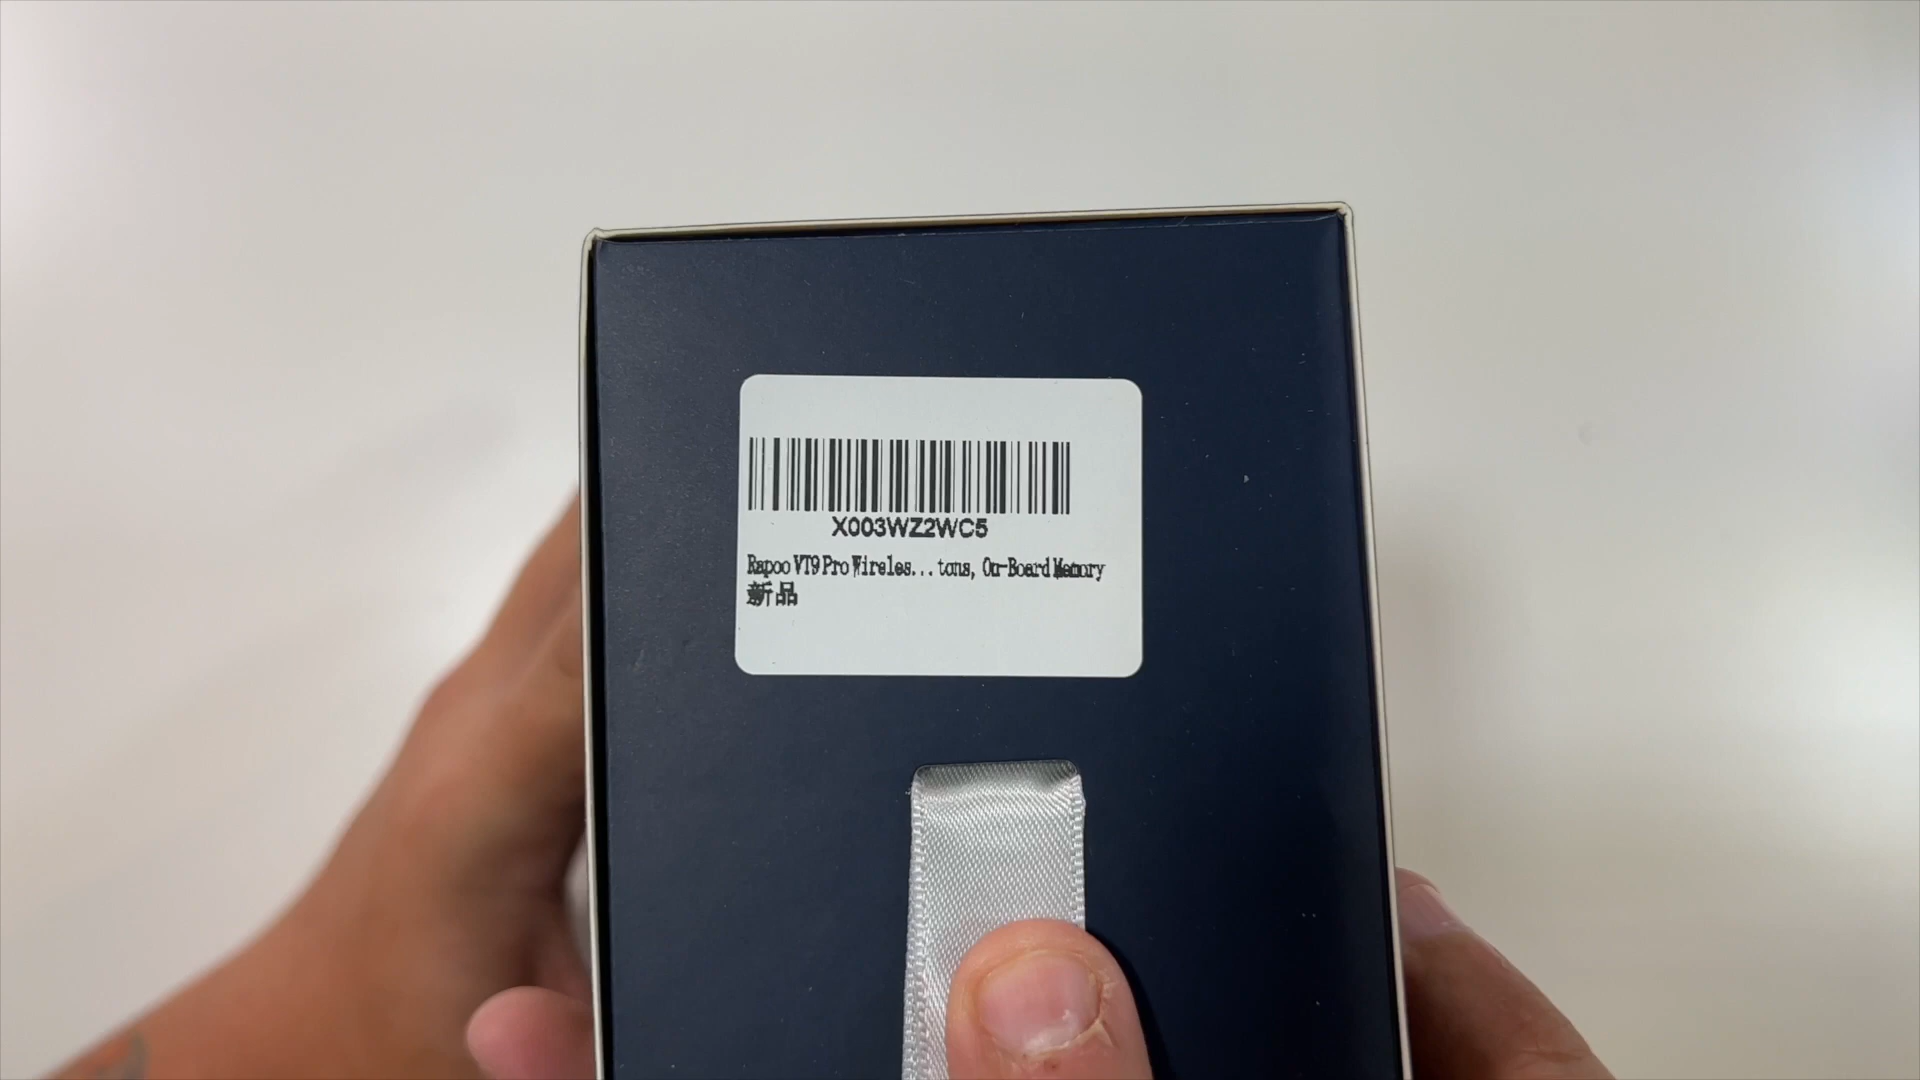 X003WZ2WC5
Rapoo VT9 Pro Wireles...tons, On-Board Memory
新品